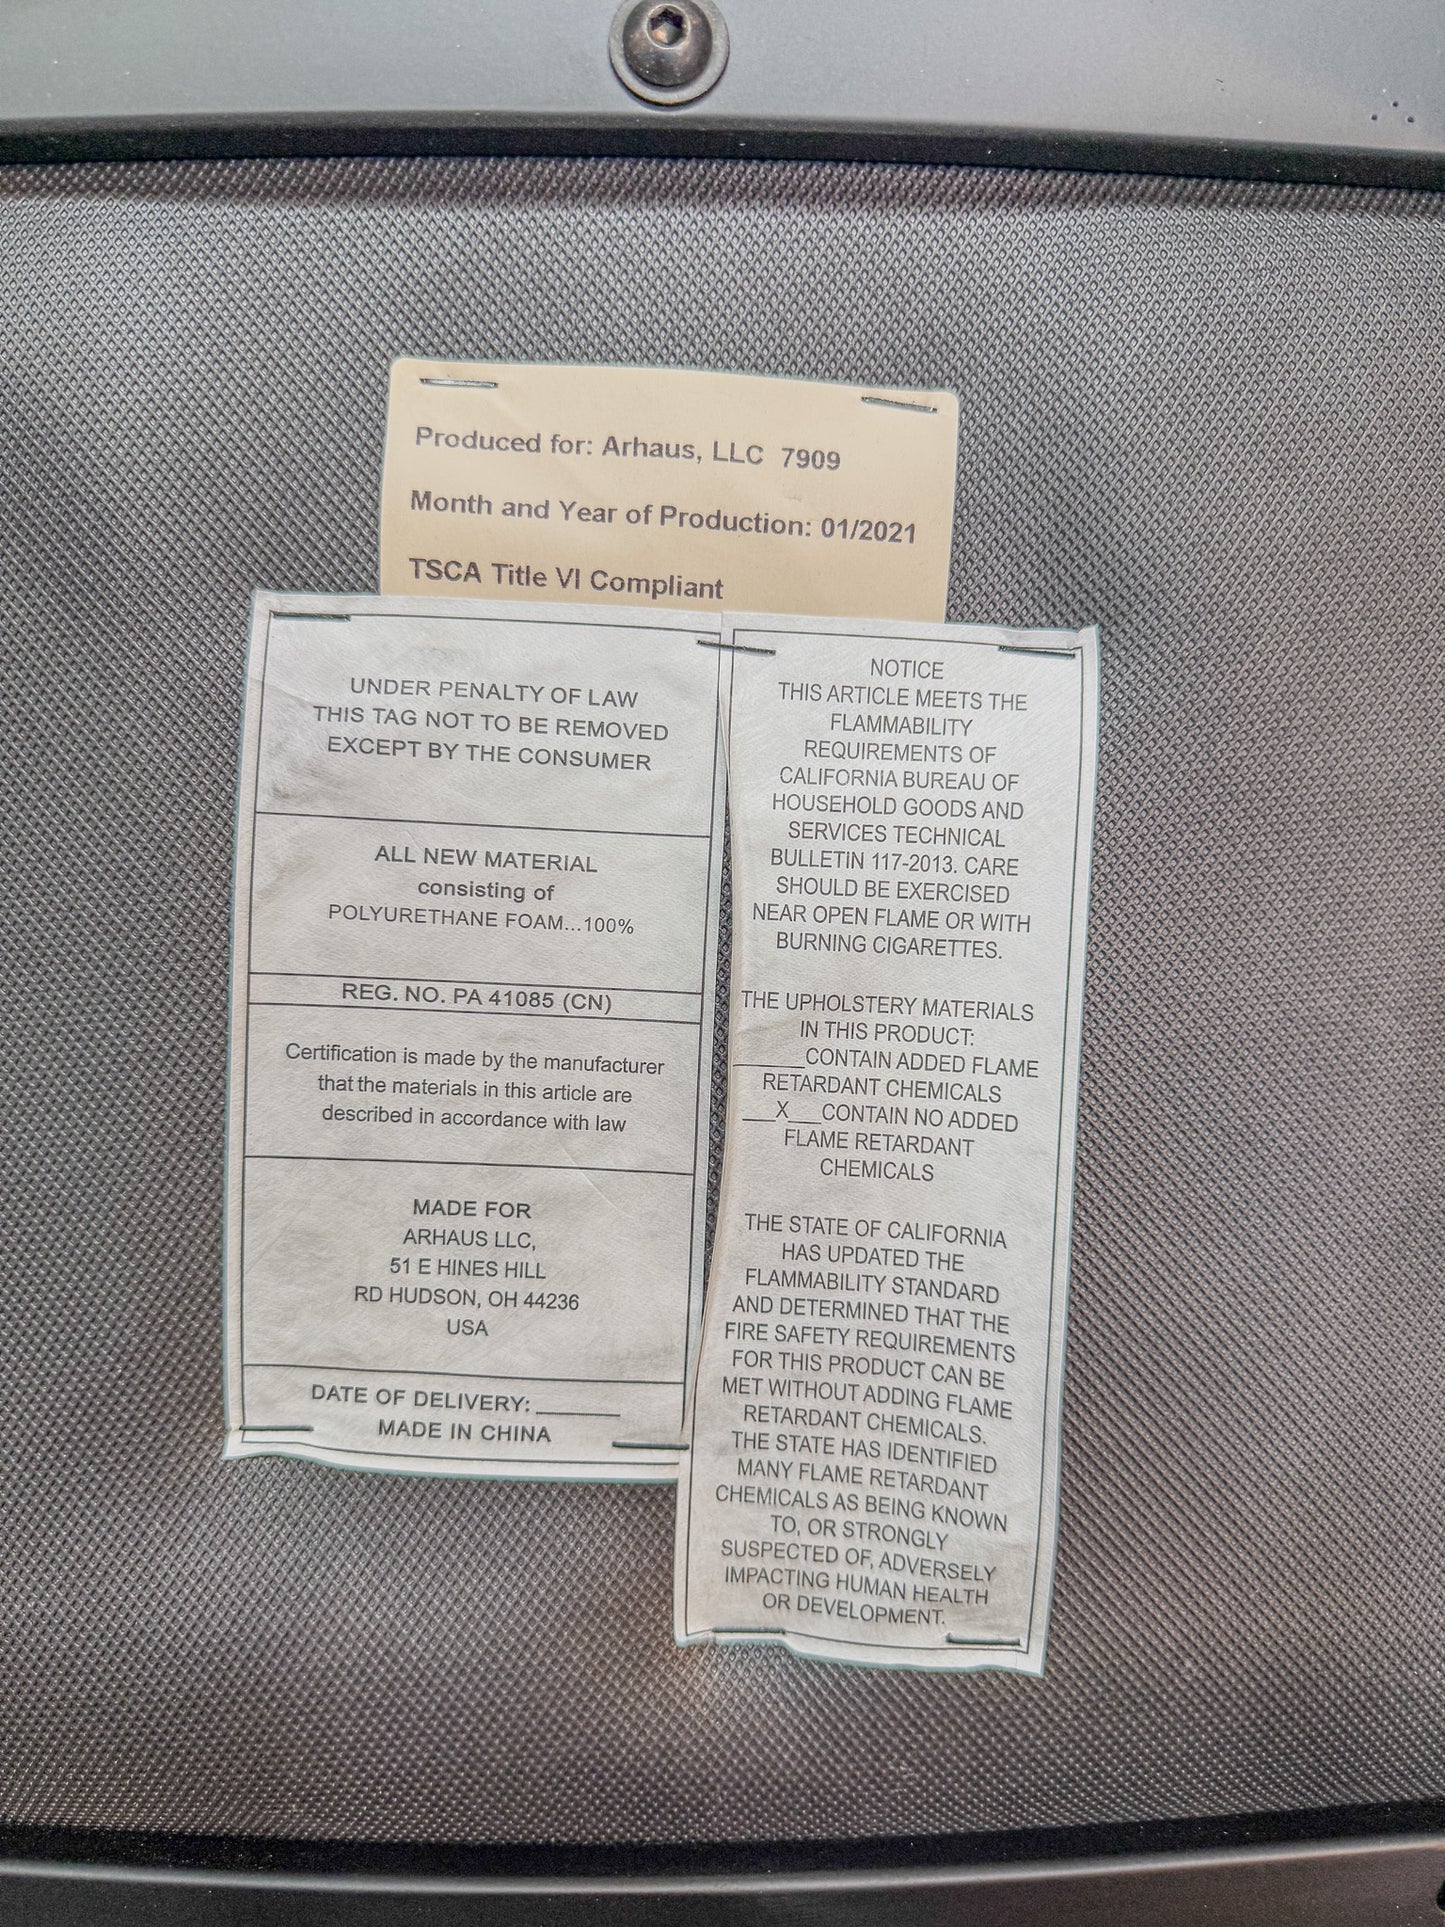 Produced for: Arhaus, LLC 7909
Month and Year of Production: 01/2021
TSCA Title VI Compliant
UNDER PENALTY OF LAW
THIS TAG NOT TO BE REMOVED
EXCEPT BY THE CONSUMER
ALL NEW MATERIAL
consisting of
POLYURETHANE FOAM...100%
REG. NO. PA 41085 (CN)
Certification is made by the manufacturer
that the materials in this article are
described in accordance with law
MADE FOR
ARHAUS LLC,
51 E HINES HILL
RD HUDSON, OH 44236
USA
DATE OF DELIVERY: ______
MADE IN CHINA
NOTICE
THIS ARTICLE MEETS THE
FLAMMABILITY
REQUIREMENTS OF
CALIFORNIA BUREAU OF
HOUSEHOLD GOODS AND
SERVICES TECHNICAL
BULLETIN 117-2013. CARE
SHOULD BE EXERCISED
NEAR OPEN FLAME OR WITH
BURNING CIGARETTES.
THE UPHOLSTERY MATERIALS
IN THIS PRODUCT:
______CONTAIN ADDED FLAME
RETARDANT CHEMICALS
___X___CONTAIN NO ADDED
FLAME RETARDANT
CHEMICALS
THE STATE OF CALIFORNIA
HAS UPDATED THE
FLAMMABILITY STANDARD
AND DETERMINED THAT THE
FIRE SAFETY REQUIREMENTS
FOR THIS PRODUCT CAN BE
MET WITHOUT ADDING FLAME
RETARDANT CHEMICALS.
THE STATE HAS IDENTIFIED
MANY FLAME RETARDANT
CHEMICALS AS BEING KNOWN
TO, OR STRONGLY
SUSPECTED OF, ADVERSELY
IMPACTING HUMAN HEALTH
OR DEVELOPMENT.